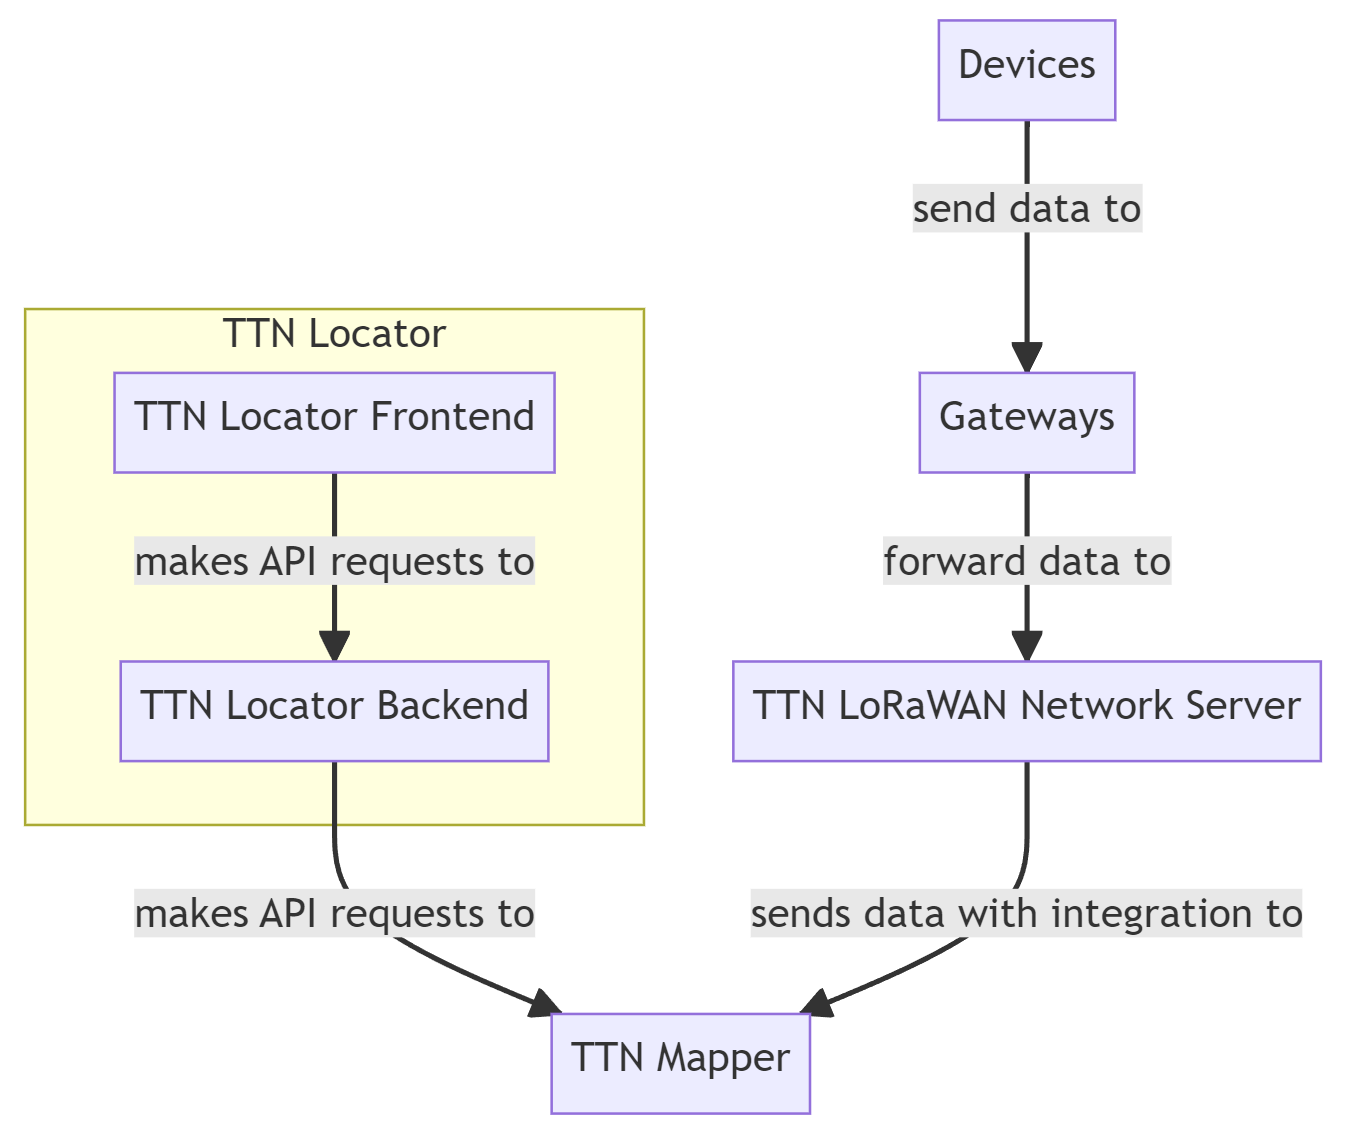 Devices
send data to
TTN Locator
TTN Locator Frontend
Gateways
makes API requests to
forward data to
TTN Locator Backend
TTN LoRaWAN Network Server
makes API requests to
sends data with integration to
TTN Mapper